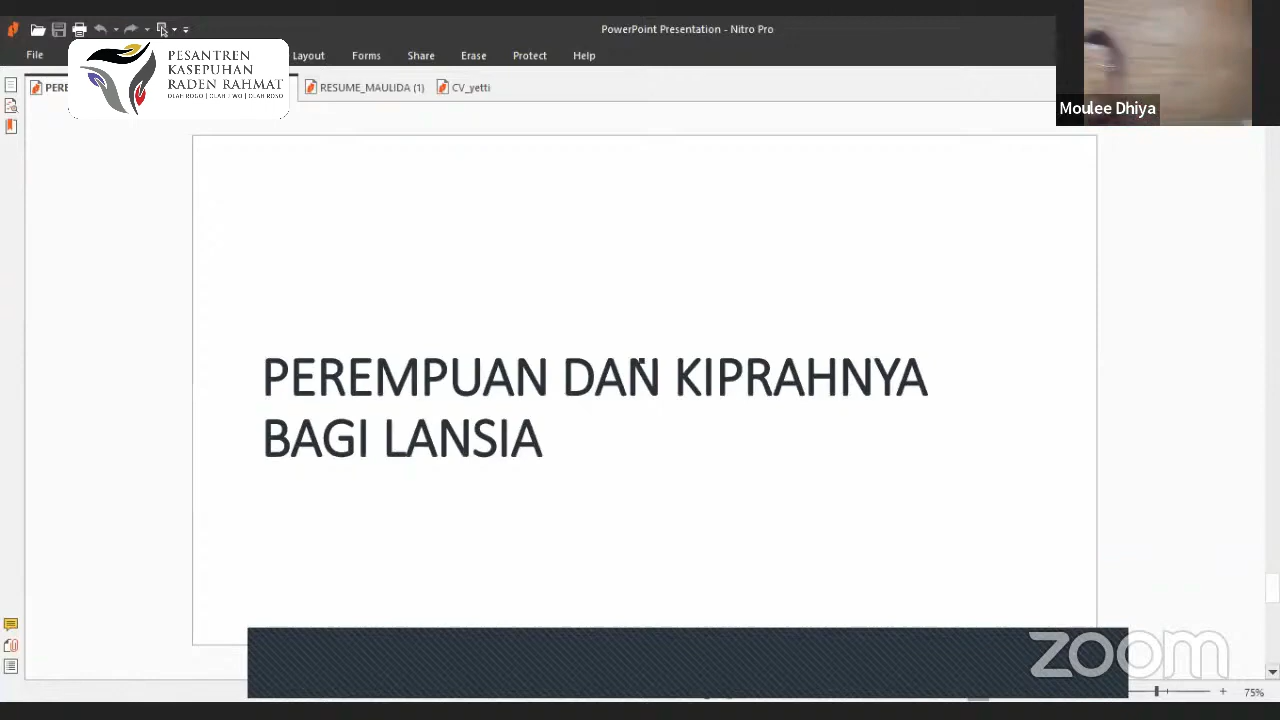 PowerPoint Presentation - Nitro Pro
File
Layout
Forms
Share
Erase
Protect
Help
PESANTREN
KASEPUHAN
RADEN RAHMAT
RESUME_MAULIDA (1)
CV_yetti
Moulee Dhiya
PEREMPUAN DAN KIPRAHNYA
BAGI LANSIA
zoom
75%